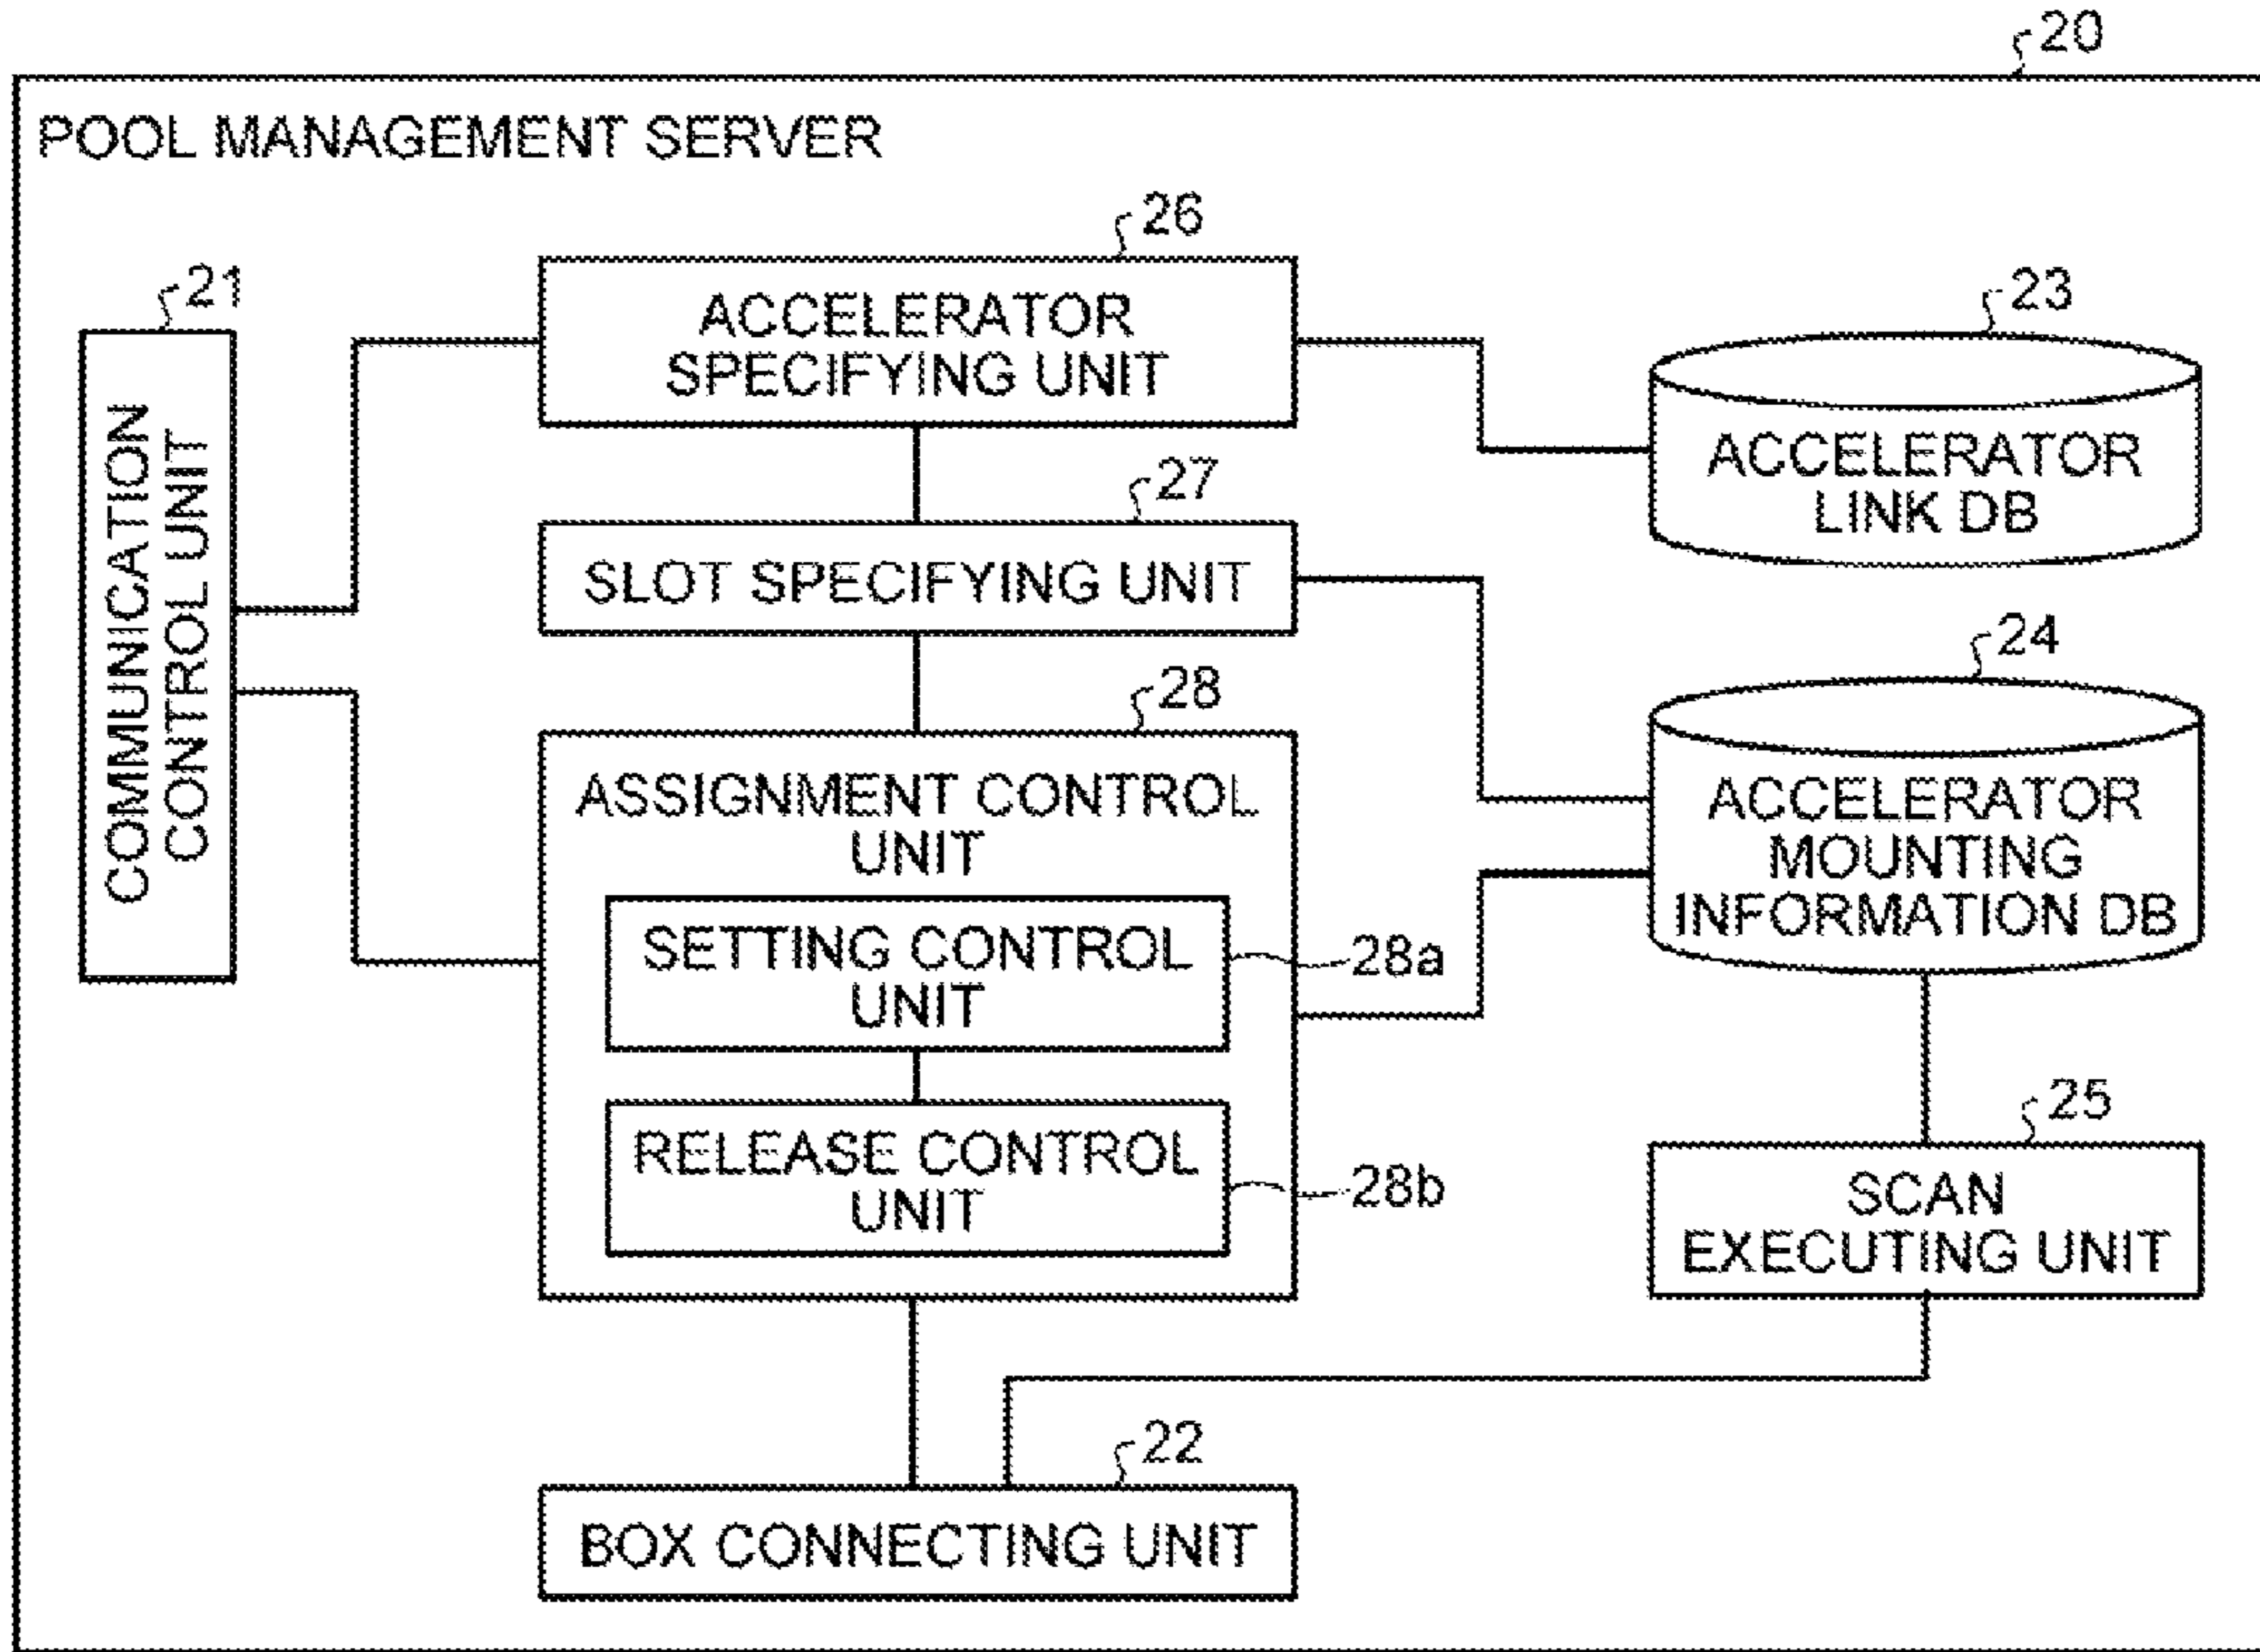 20
POOL MANAGEMENT SERVER
26
21
ACCELERATOR
SPECIFYING UNIT
23
COMMUNICATION
CONTROL UNIT
ACCELERATOR
LINK DB
27
SLOT SPECIFYING UNIT
24
28
ASSIGNMENT CONTROL
UNIT
ACCELERATOR
MOUNTING
INFORMATION DB
SETTING CONTROL
UNIT
28a
RELEASE CONTROL
UNIT
28b
25
SCAN
EXECUTING UNIT
22
BOX CONNECTING UNIT